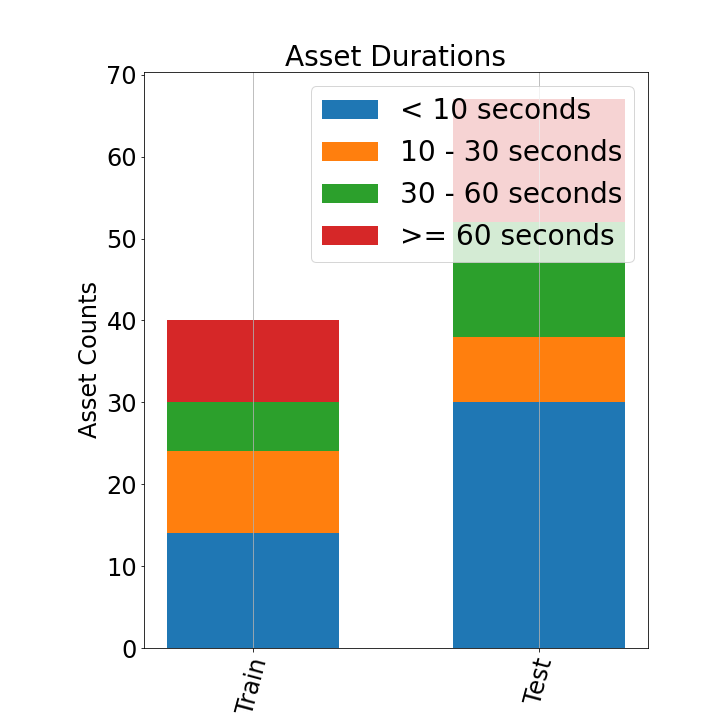 Asset Durations
70
60
50
40
30
20
10
0
Asset Counts
< 10 seconds
10 - 30 seconds
30 - 60 seconds
>= 60 seconds
Train
Test